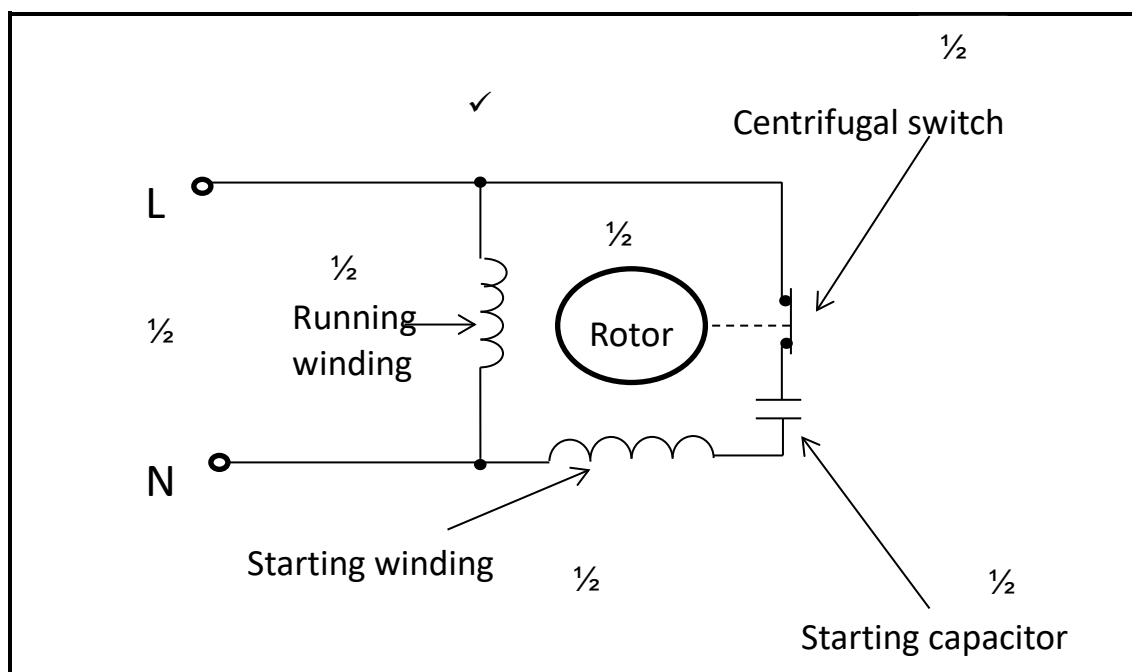 ½
✓
Centrifugal switch
L
½
½
½
Running
winding
Rotor
N
Starting winding
½
½
Starting capacitor